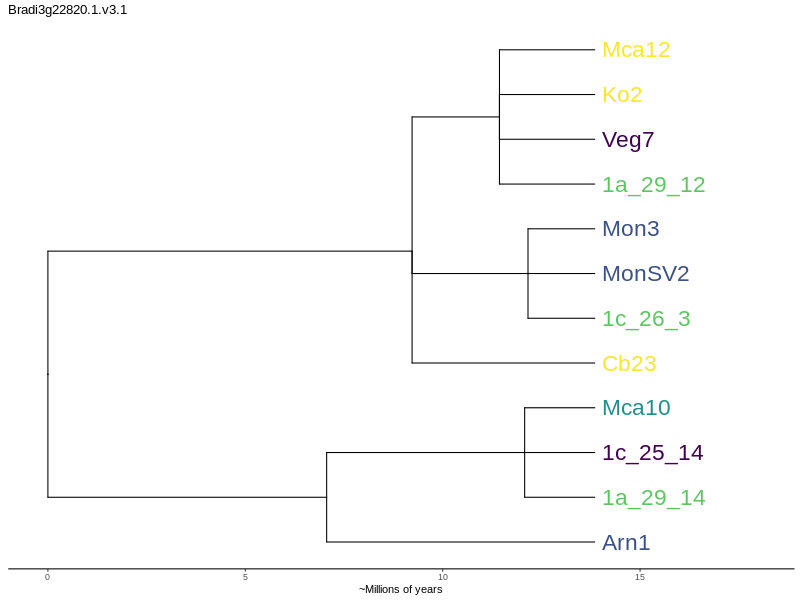 Bradi3g22820.1.v3.1
Mca12
Ko2
Veg7
1a_29_12
Mon3
MonSV2
1c_26_3
Cb23
Mca10
1c_25_14
1a_29_14
Arn1
0 5 10 15
~Millions of years